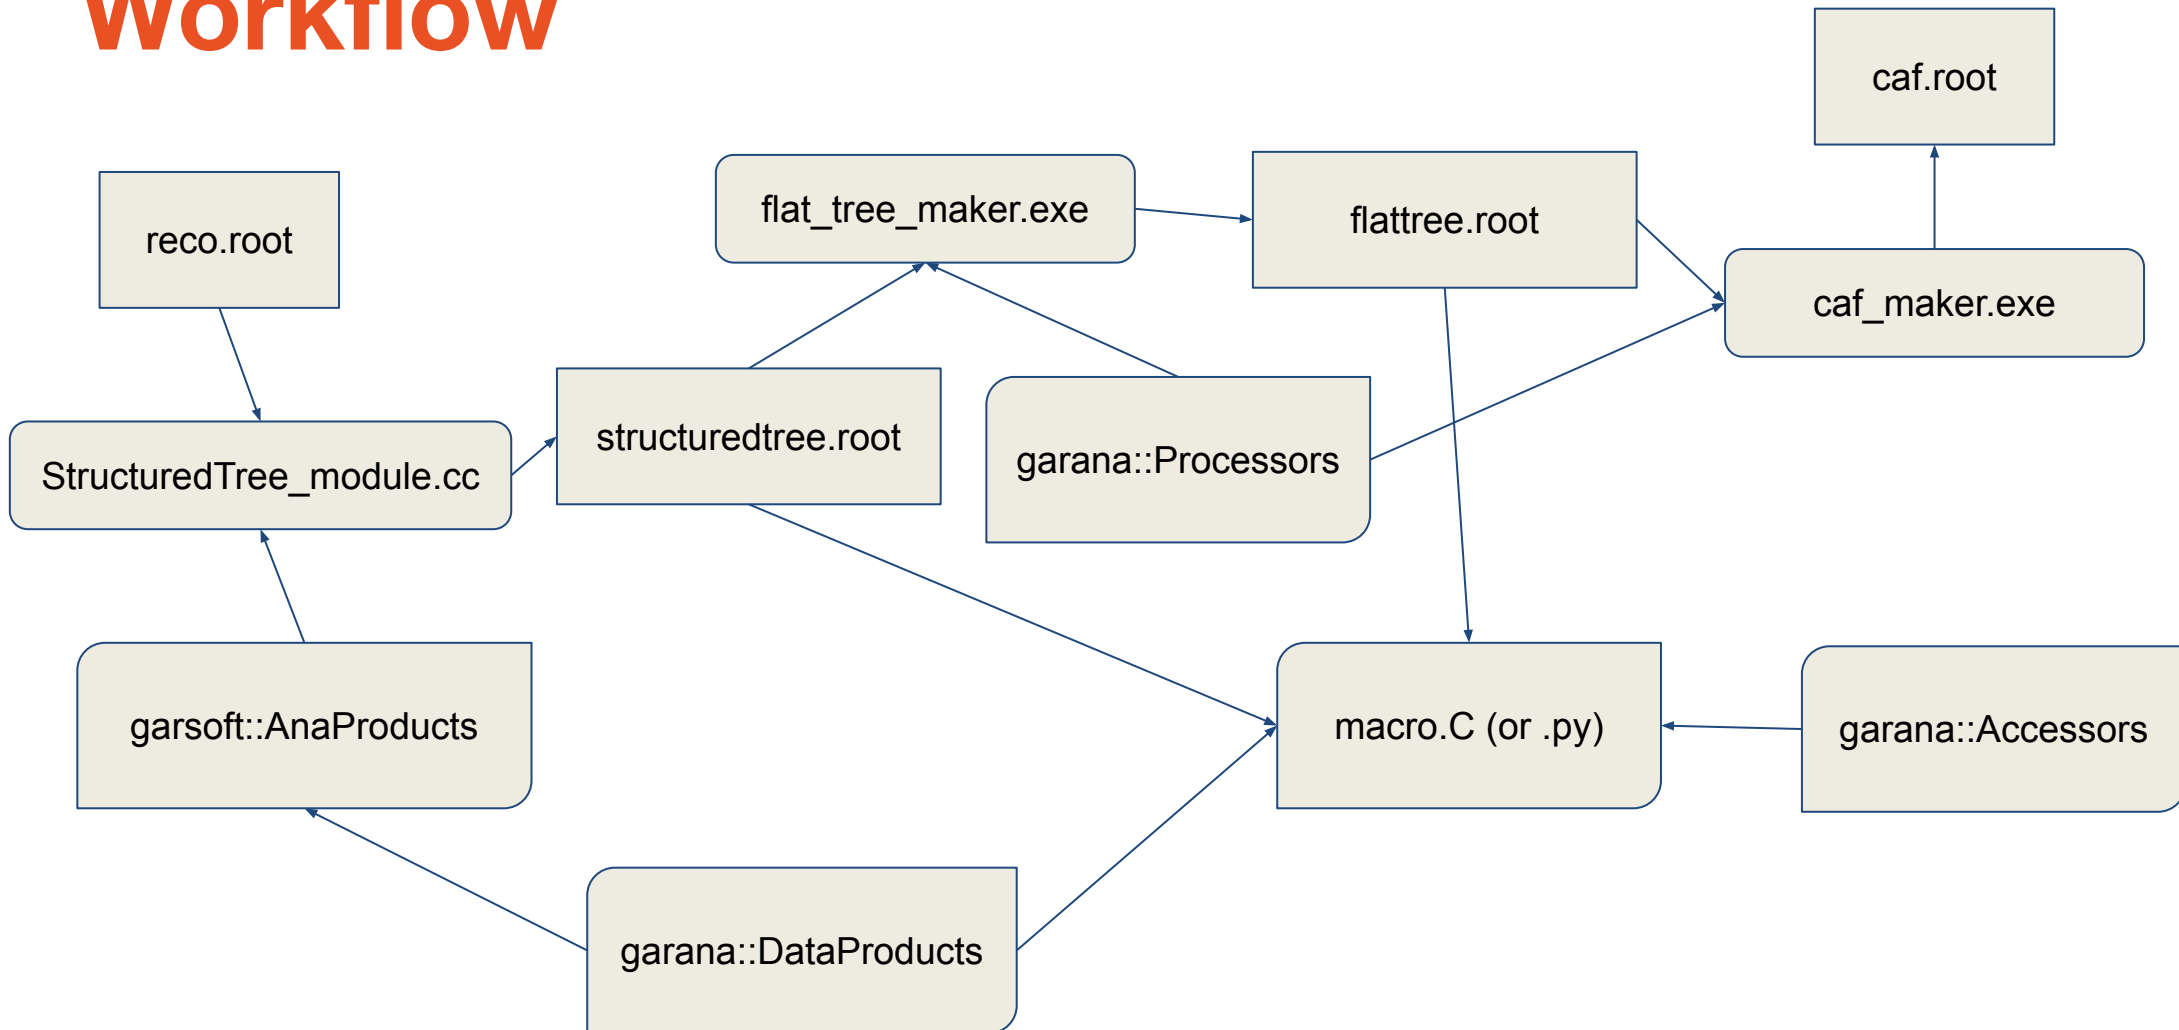 Workflow
caf.root
flat_tree_maker.exe
flattree.root
reco.root
caf_maker.exe
structuredtree.root
garana::Processors
StructuredTree_module.cc
garsoft::AnaProducts
macro.C (or .py)
garana::Accessors
garana::DataProducts